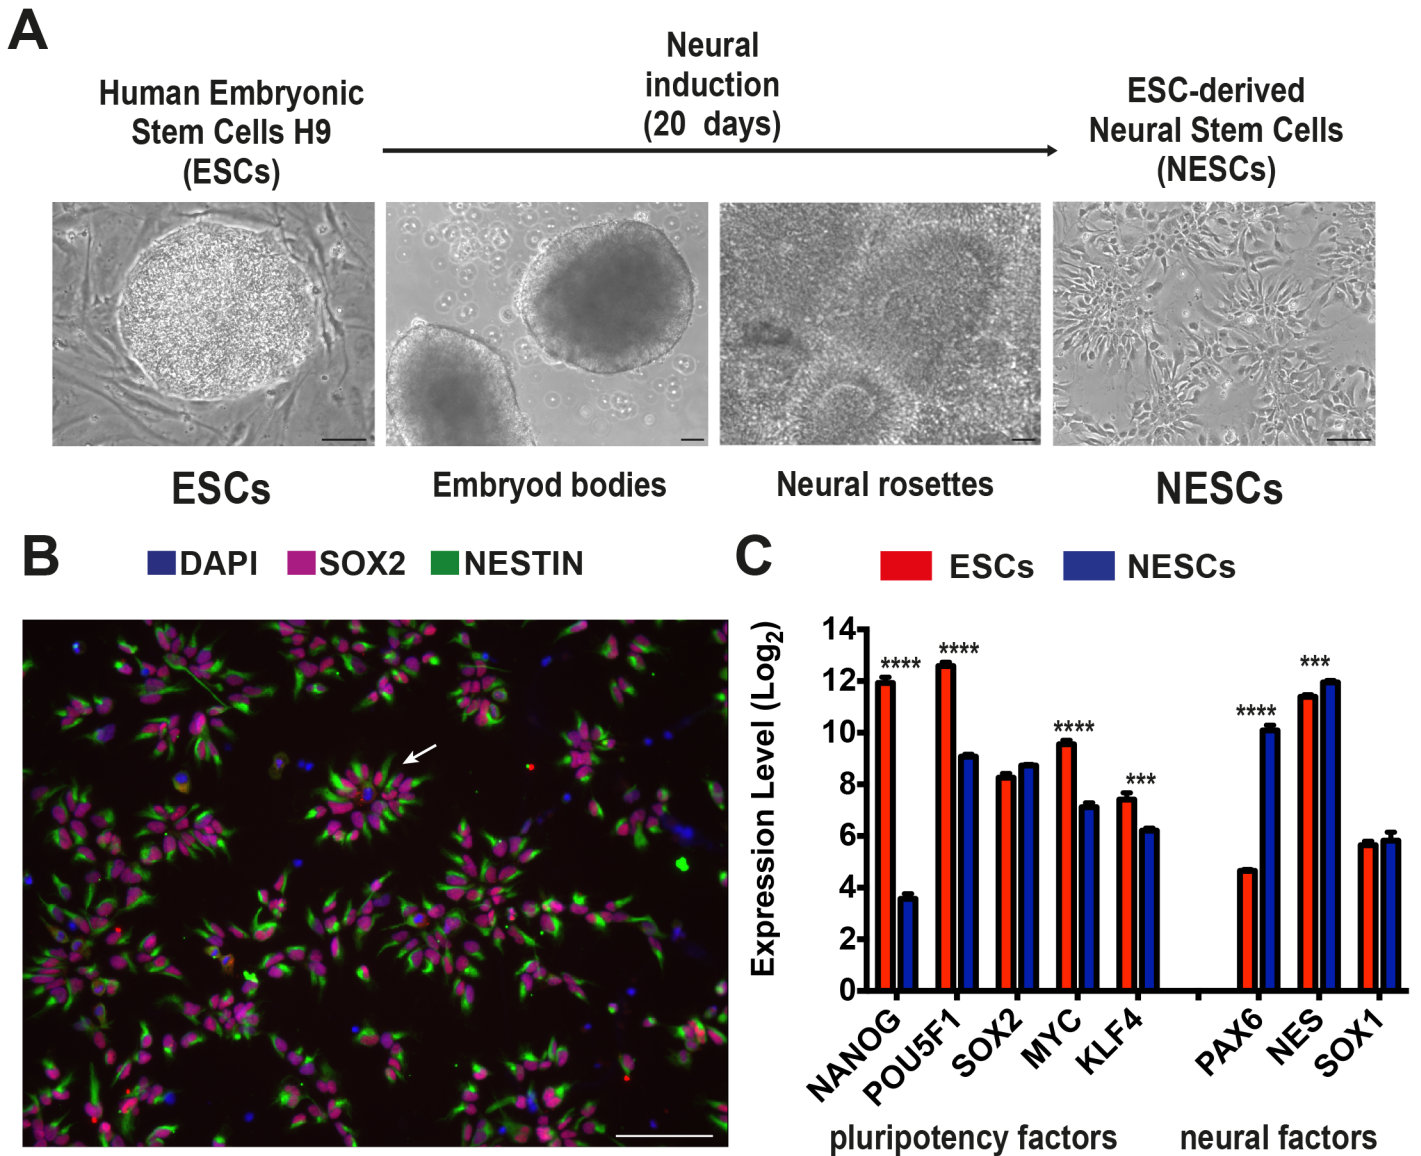 A
Human Embryonic
Stem Cells H9
(ESCs)
Neural
induction
(20 days)
ESC-derived
Neural Stem Cells
(NESCs)
ESCs
Embryod bodies
Neural rosettes
NESCs
B
DAPI SOX2 NESTIN
C
ESCs NESCs
Expression Level (Log2)
14
12
10
8
6
4
2
0
**** **** **** *** **** ***
NANOG POU5F1 SOX2 MYC KLF4 PAX6 NES SOX1
pluripotency factors neural factors